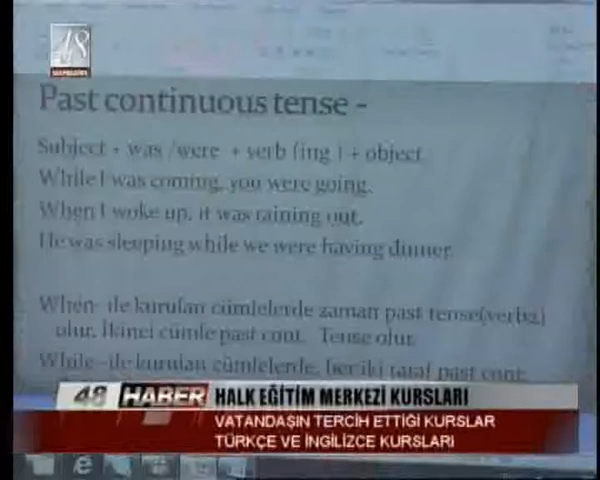 48
Past continuous tense -
Subject + was /were + verb (ing ) + object
While I was coming, you were going.
When I woke up, it was raining out.
He was sleeping while we were having dinner
When- ile kurulan cümlelerde zaman past tense(verb2)
olur. İkinci cümle past cont. Tense olur.
While –ile kurulan cümlelerde, her iki taraf past cont.
48 HABER HALK EĞİTİM MERKEZİ KURSLARI
VATANDAŞIN TERCİH ETTİĞİ KURSLAR
TÜRKÇE VE İNGİLİZCE KURSLARI